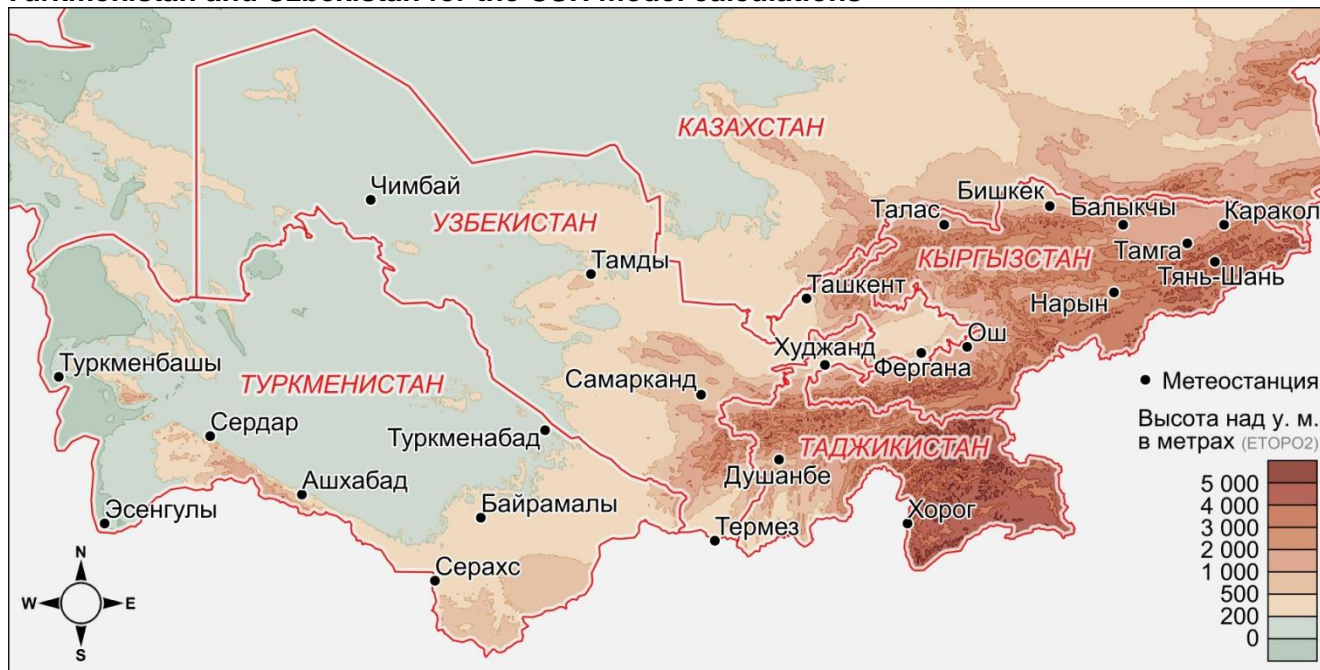 Turkmenistan and Uzbekistan for the CSR model calculations
КАЗАХСТАН
Чимбай
УЗБЕКИСТАН
Бишкек
Талас
Балыкчы
Каракол
Тамды
КЫРГЫЗСТАН
Тамга
Тянь-Шань
Ташкент
Нарын
Ош
Худжанд
Фергана
Туркменбашы
ТУРКМЕНИСТАН
Самарканд
Метеостанция
Сердар
Туркменабад
ТАДЖИКИСТАН
Душанбе
Высота над у. м.
в метрах (ETOPO2)
Ашхабад
Байрамалы
Эсенгулы
Термез
Хорог
Серахс
5 000
4 000
3 000
2 000
1 000
500
200
0
N
W E
S